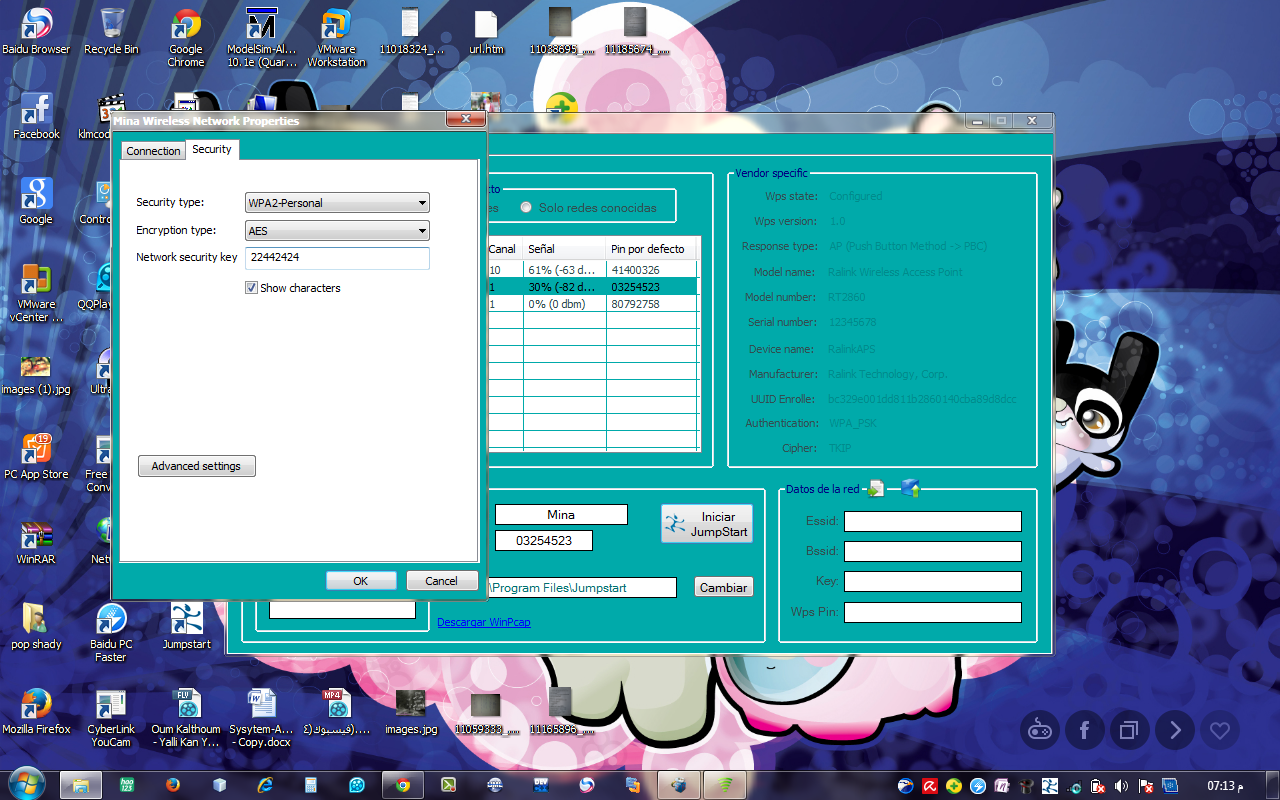 Baidu Browser
Recycle Bin
Google Chrome
ModelSim-Al...
10.1e (Quar...
VMware Workstation
11018324_...
url.htm
11038695_...
11185674_...
Facebook
klmcod
Mina Wireless Network Properties
Connection
Security
Security type:
WPA2-Personal
Encryption type:
AES
Network security key
22442424
Show characters
Advanced settings
OK
Cancel
cto
es
Solo redes conocidas
Canal
Señal
Pin por defecto
10
61% (-63 d...
41400326
1
30% (-82 d...
03254523
1
0% (0 dbm)
80792758
Vendor specific
Wps state: Configured
Wps version: 1.0
Response type: AP (Push Button Method -> PBC)
Model name: Ralink Wireless Access Point
Model number: RT2860
Serial number: 12345678
Device name: RalinkAPS
Manufacturer: Ralink Technology, Corp.
UUID Enrolle: bc329e001dd811b2860140cba89d8dcc
Authentication: WPA_PSK
Cipher: TKIP
Mina
03254523
Iniciar
JumpStart
\Program Files\Jumpstart
Cambiar
Descargar WinPcap
Datos de la red
Essid:
Bssid:
Key:
Wps Pin:
Google
Contro
VMware
vCenter ...
QQPlay
images (1).jpg
Ultra
19
PC App Store
Free
Conv
WinRAR
Net
pop shady
Baidu PC
Faster
Jumpstart
Mozilla Firefox
CyberLink
YouCam
FLV
Oum Kalthoum
- Yalli Kan Y...
Sysytem-A...
- Copy.docx
MP4
images.jpg
11059333_...
11165896_...
hao
123
DEV
07:13 م